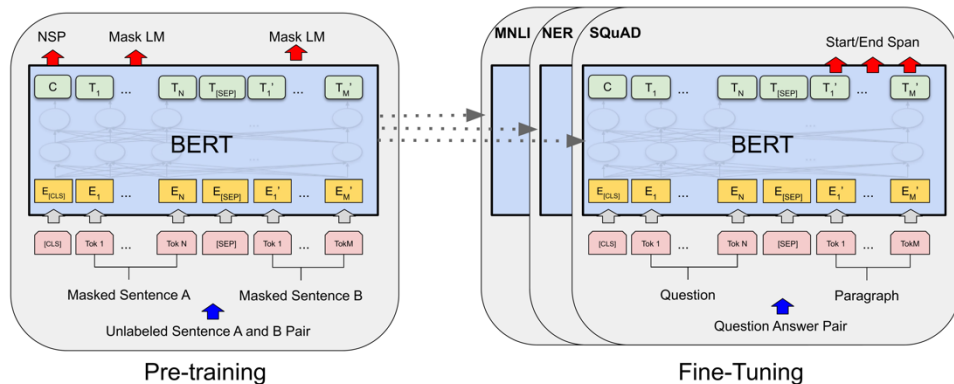 NSP Mask LM Mask LM
C T1 ... TN T[SEP] T1' ... TM'
BERT
E[CLS] E1 ... EN E[SEP] E1' ... EM'
[CLS] Tok 1 ... Tok N [SEP] Tok 1 ... TokM
Masked Sentence A Masked Sentence B
Unlabeled Sentence A and B Pair
Pre-training
MNLI NER SQuAD
Start/End Span
C T1 ... TN T[SEP] T1' ... TM'
BERT
E[CLS] E1 ... EN E[SEP] E1' ... EM'
[CLS] Tok 1 ... Tok N [SEP] Tok 1 ... TokM
Question Paragraph
Question Answer Pair
Fine-Tuning